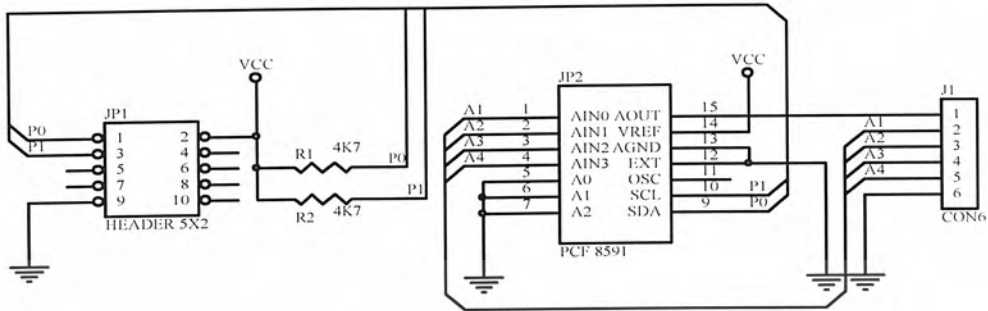 VCC
JP1
P0
P1
1 2
3 4
5 6
7 8
9 10
HEADER 5X2
R1 4K7
P0
P1
R2 4K7
JP2
VCC
A1 1 AIN0 AOUT 15
A2 2 AIN1 VREF 14
A3 3 AIN2 AGND 13
A4 4 AIN3 EXT 12
5 A0 OSC 11
6 A1 SCL 10 P1
7 A2 SDA 9 P0
PCF 8591
J1
1
A1 2
A2 3
A3 4
A4 5
6
CON6